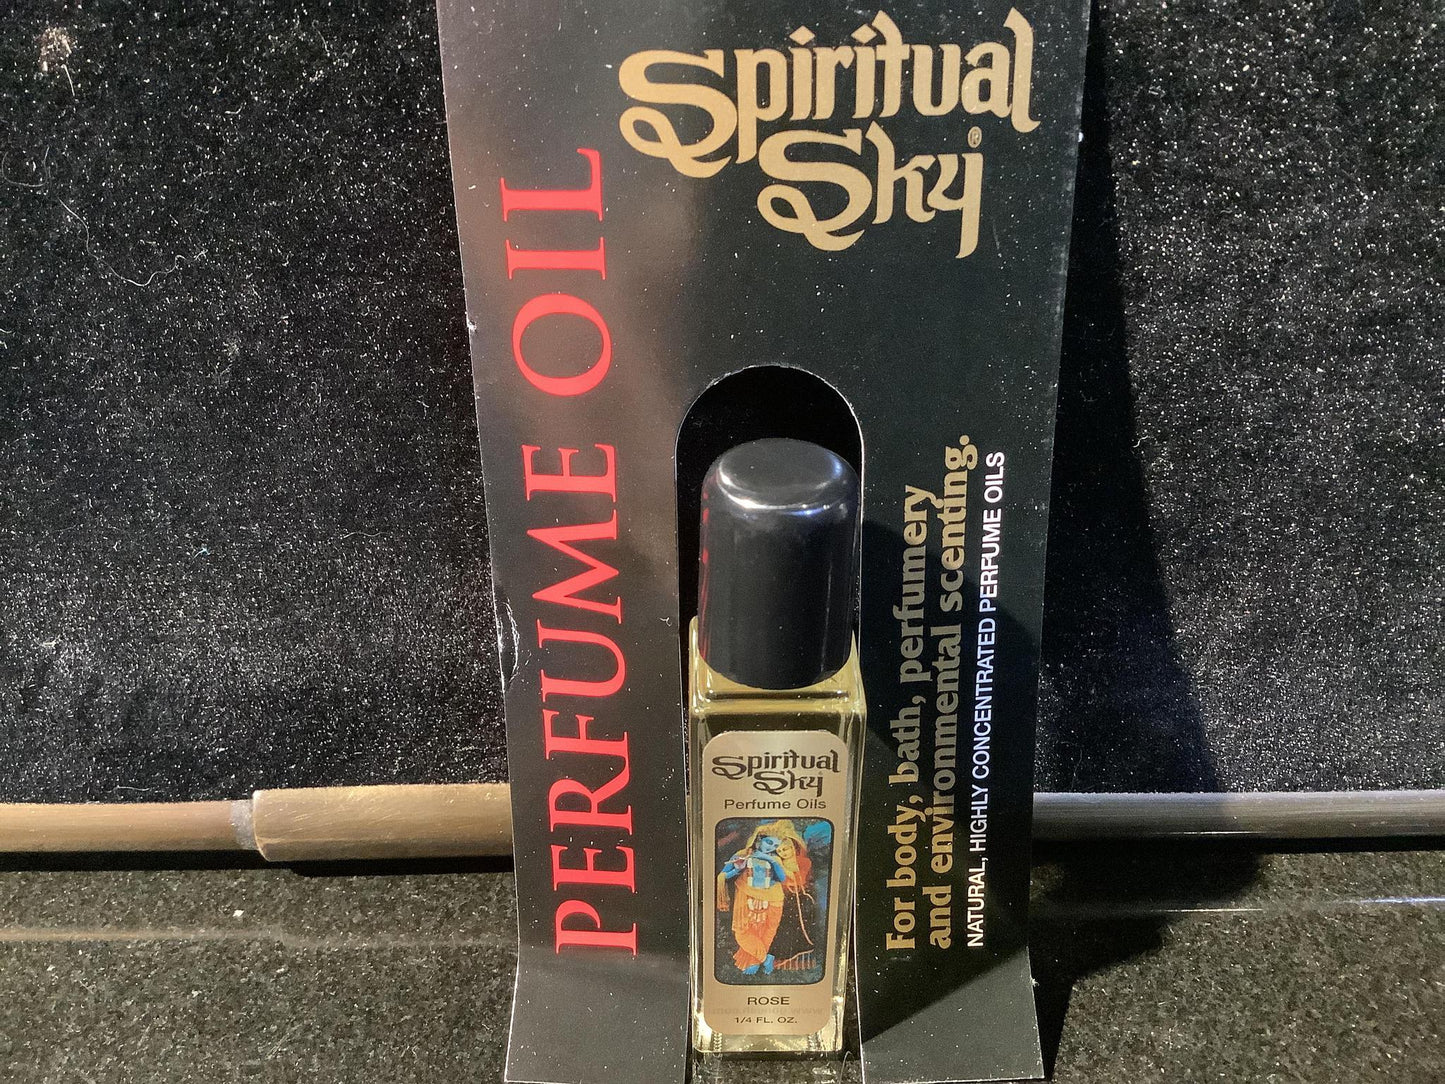 Spiritual
Sky®
PERFUME OIL
For body, bath, perfumery
and environmental scenting.
NATURAL, HIGHLY CONCENTRATED PERFUME OILS
Spiritual
Sky
Perfume Oils
ROSE
1/4 FL. OZ.